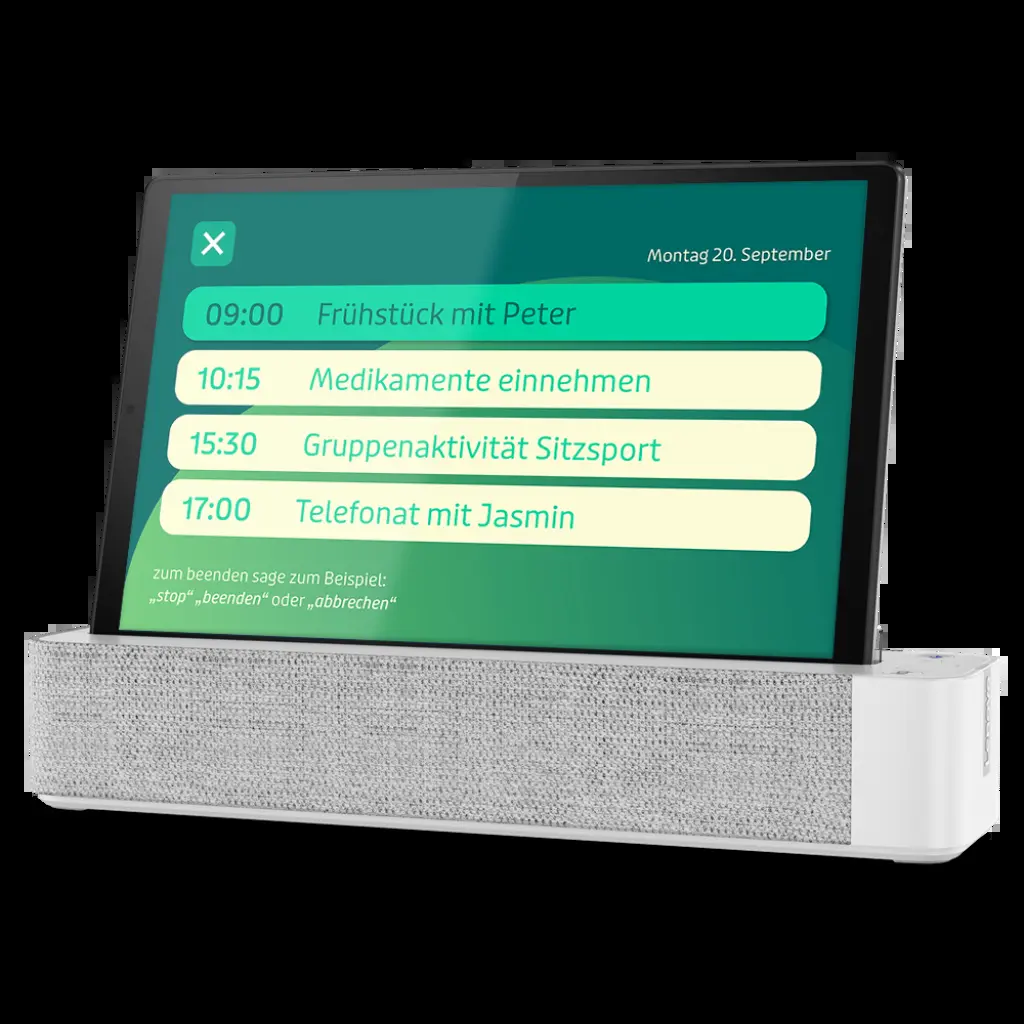 Montag 20. September
09:00 Frühstück mit Peter
10:15 Medikamente einnehmen
15:30 Gruppenaktivität Sitzsport
17:00 Telefonat mit Jasmin
zum beenden sage zum Beispiel:
„stop“ „beenden“ oder „abbrechen“